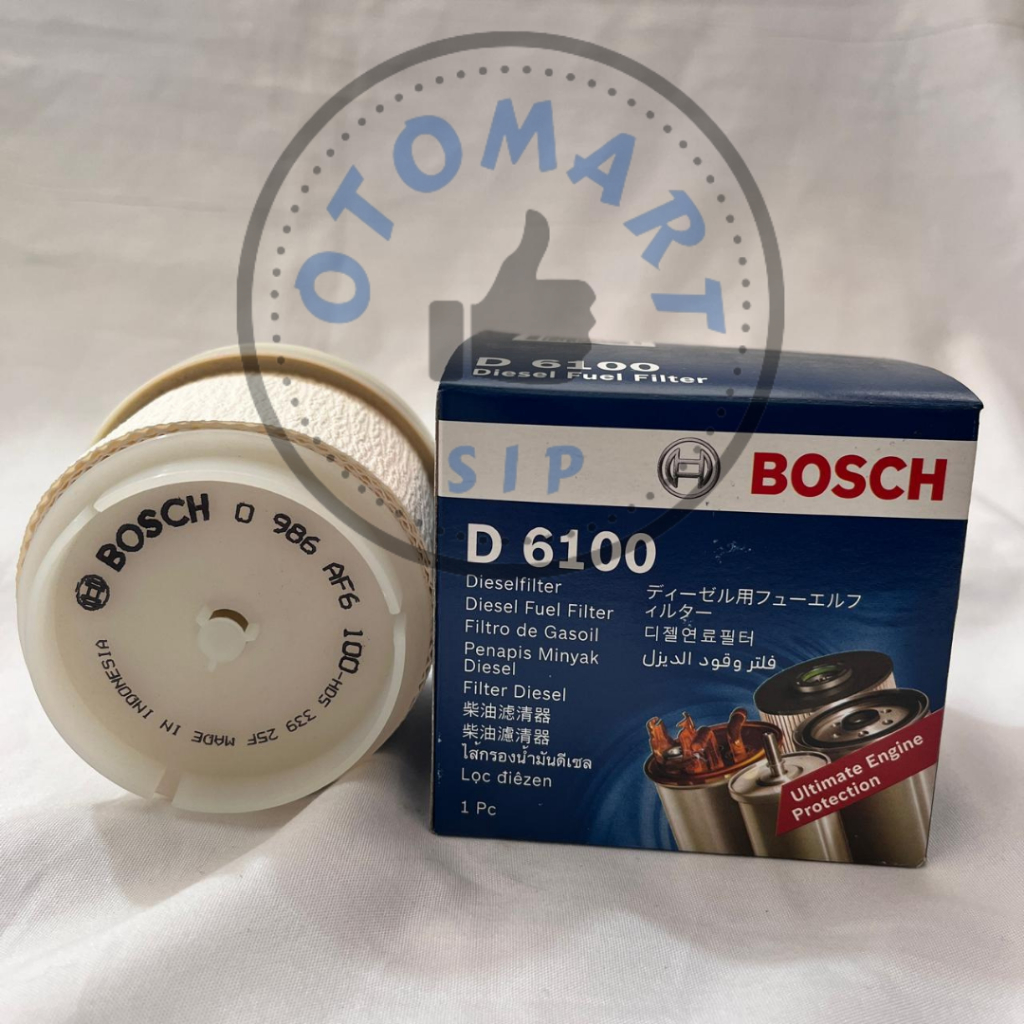 OTOMART
SIP
D 6100
Diesel Fuel Filter
BOSCH
D 6100
Dieselfilter
Diesel Fuel Filter
Filtro de Gasoil
Penapis Minyak
Diesel
Filter Diesel
柴油滤清器
柴油濾清器
ไส้กรองน้ำมันดีเซล
Lọc điêzen
1 Pc
ディーゼル用フューエルフ
ィルター
디젤연료필터
فلتر وقود الديزل
Ultimate Engine
Protection
BOSCH 0 986 AF6 100-HD5 339 25F MADE IN INDONESIA